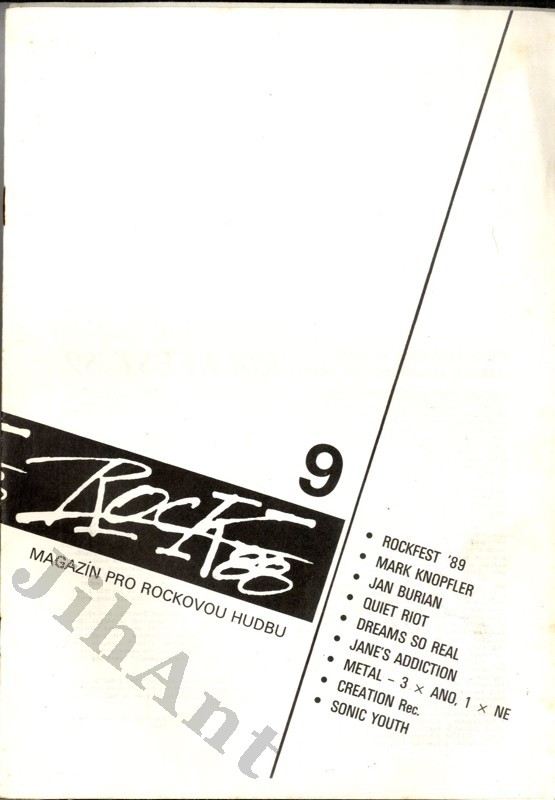 9
ROCK 88
MAGAZÍN PRO ROCKOVOU HUDBU
• ROCKFEST '89
• MARK KNOPFLER
• JAN BURIAN
• QUIET RIOT
• DREAMS SO REAL
• JANE'S ADDICTION
• METAL – 3 × ANO, 1 × NE
• CREATION Rec.
• SONIC YOUTH
JihAnt